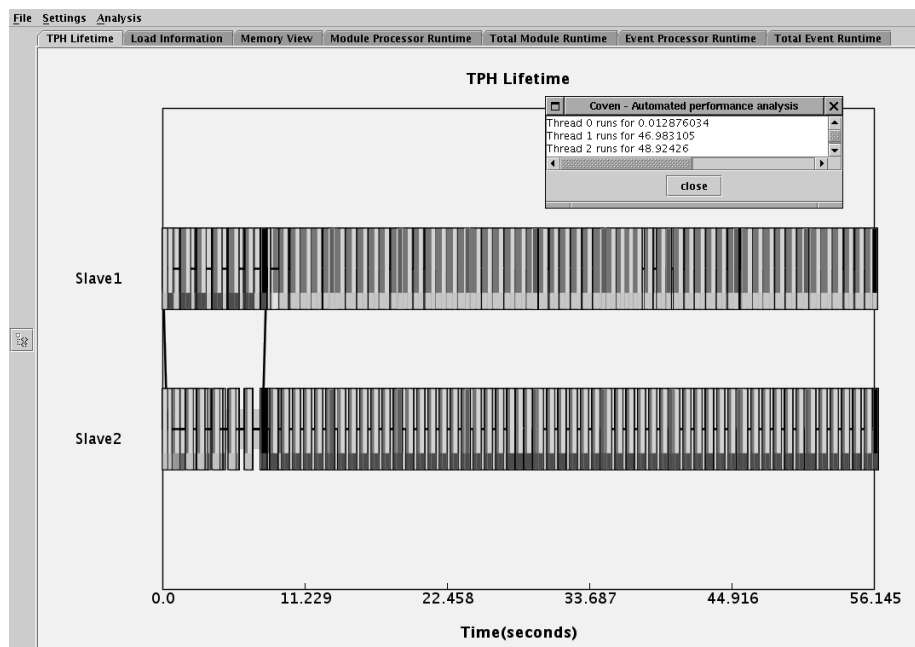 File Settings Analysis
TPH Lifetime Load Information Memory View Module Processor Runtime Total Module Runtime Event Processor Runtime Total Event Runtime
TPH Lifetime
Coven - Automated performance analysis
Thread 0 runs for 0.012876034
Thread 1 runs for 46.983105
Thread 2 runs for 48.92426
close
Slave1
Slave2
0.0 11.229 22.458 33.687 44.916 56.145
Time(seconds)